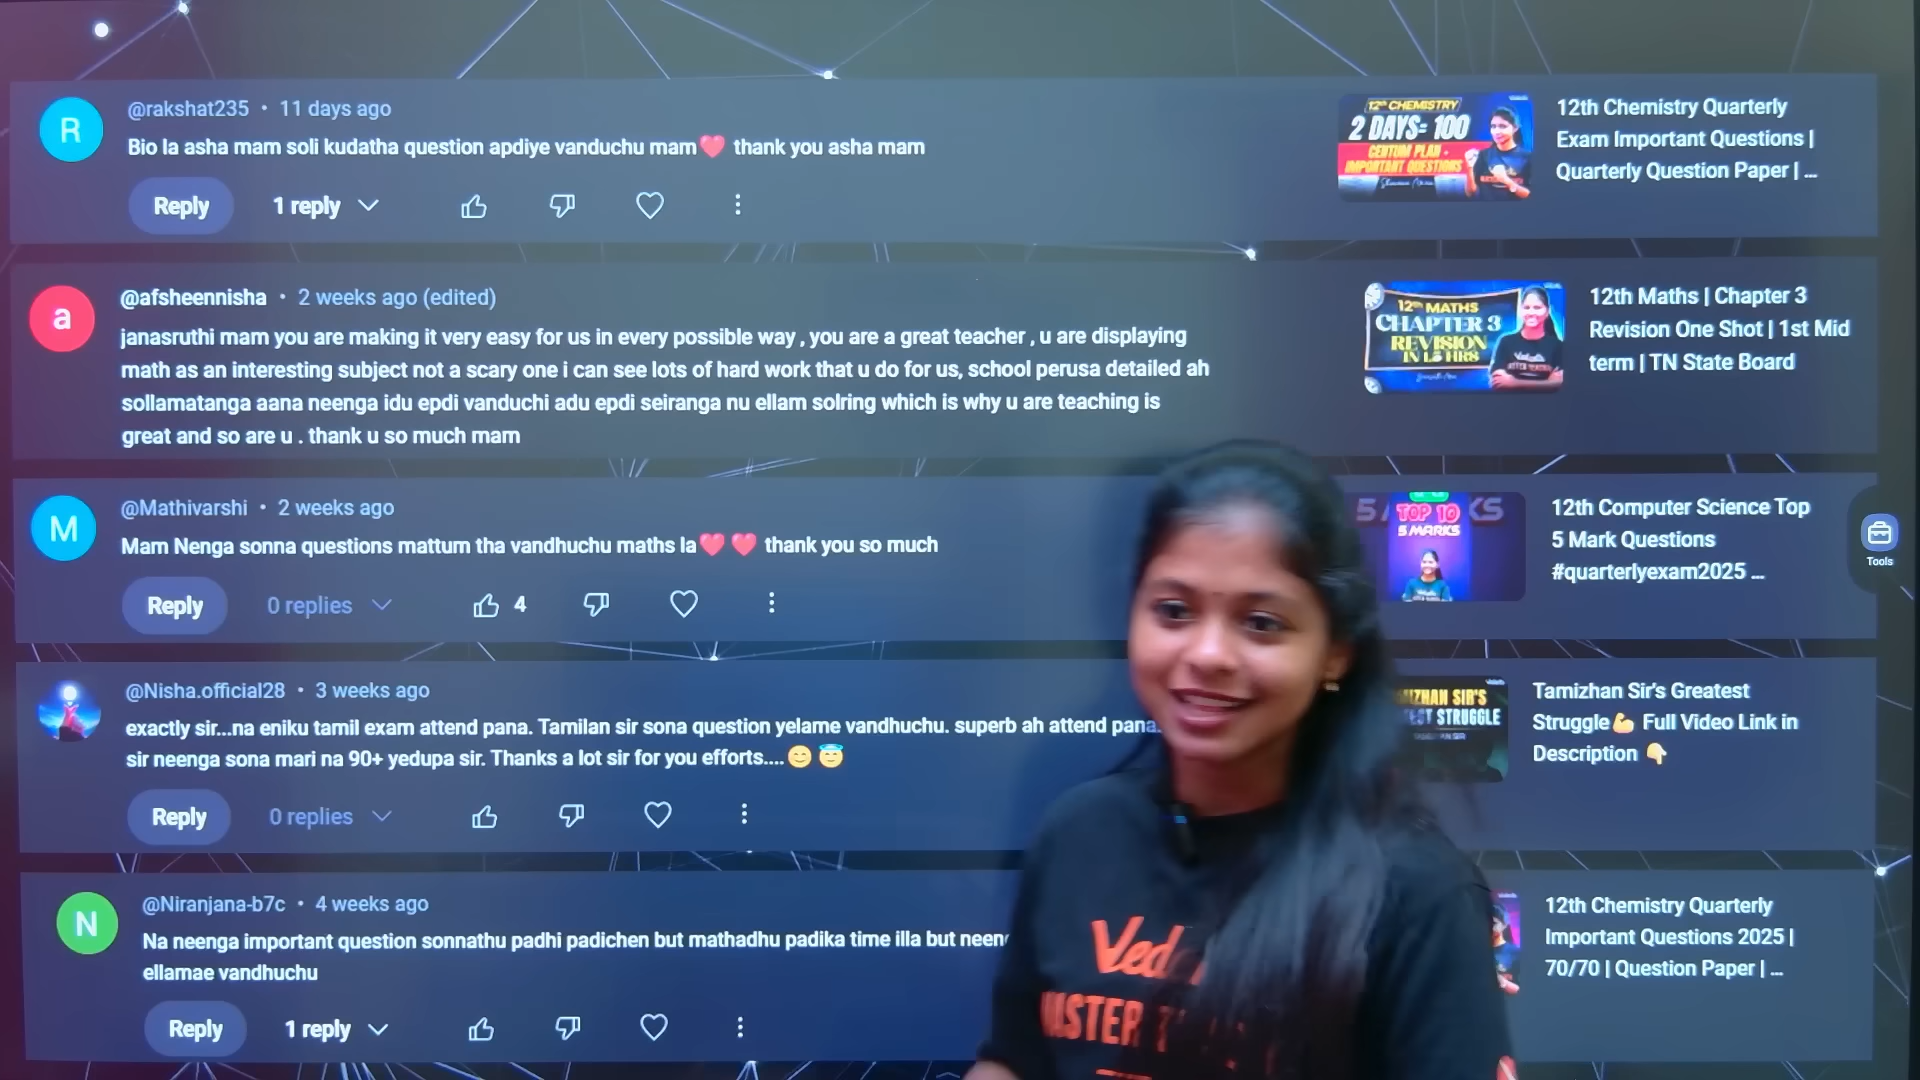 @rakshat235 • 11 days ago
Bio la asha mam soli kudatha question apdiye vanduchu mam❤️ thank you asha mam
Reply 1 reply
12TH CHEMISTRY
2 DAYS= 100
CENTUM PLAN -
IMPORTANT QUESTIONS
12th Chemistry Quarterly
Exam Important Questions |
Quarterly Question Paper | ...
@afsheennisha • 2 weeks ago (edited)
janasruthi mam you are making it very easy for us in every possible way , you are a great teacher , u are displaying
math as an interesting subject not a scary one i can see lots of hard work that u do for us, school perusa detailed ah
sollamatanga aana neenga idu epdi vanduchi adu epdi seiranga nu ellam solring which is why u are teaching is
great and so are u . thank u so much mam
12TH MATHS
CHAPTER 3
REVISION
IN 1.5 HRS
12th Maths | Chapter 3
Revision One Shot | 1st Mid
term | TN State Board
@Mathivarshi • 2 weeks ago
Mam Nenga sonna questions mattum tha vandhuchu maths la❤️❤️ thank you so much
Reply 0 replies 4
TOP 10
5 MARKS
12th Computer Science Top
5 Mark Questions
#quarterlyexam2025 ...
Tools
@Nisha.official28 • 3 weeks ago
exactly sir...na eniku tamil exam attend pana. Tamilan sir sona question yelame vandhuchu. superb ah attend pana.
sir neenga sona mari na 90+ yedupa sir. Thanks a lot sir for you efforts....😊😇
Reply 0 replies
SIR'S
STRUGGLE
Tamizhan Sir's Greatest
Struggle💪 Full Video Link in
Description 👇
@Niranjana-b7c • 4 weeks ago
Na neenga important question sonnathu padhi padichen but mathadhu padika time illa but
ellamae vandhuchu
Reply 1 reply
12th Chemistry Quarterly
Important Questions 2025 |
70/70 | Question Paper | ...